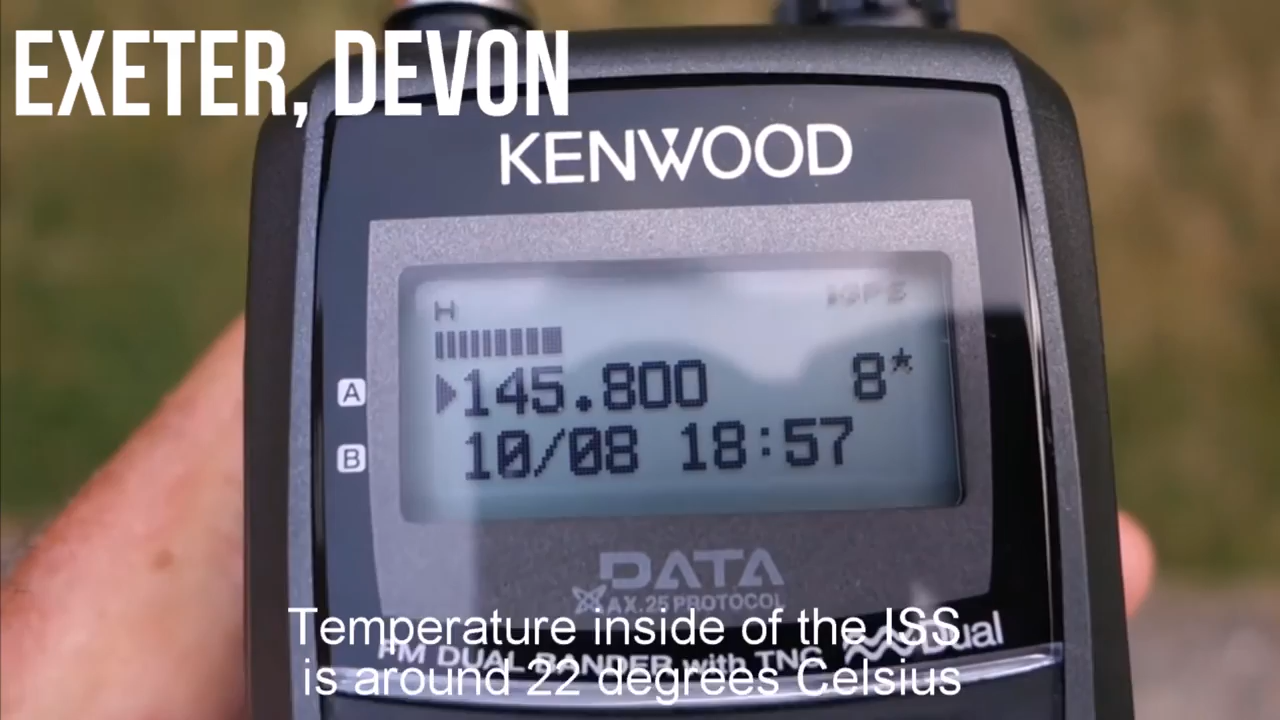 EXETER, DEVON
KENWOOD
H
iGPS
A
▶145.800 8*
B
10/08 18:57
DATA
AX.25 PROTOCOL
Temperature inside of the ISS
Dual
FM DUAL BANDER with TNC
is around 22 degrees Celsius